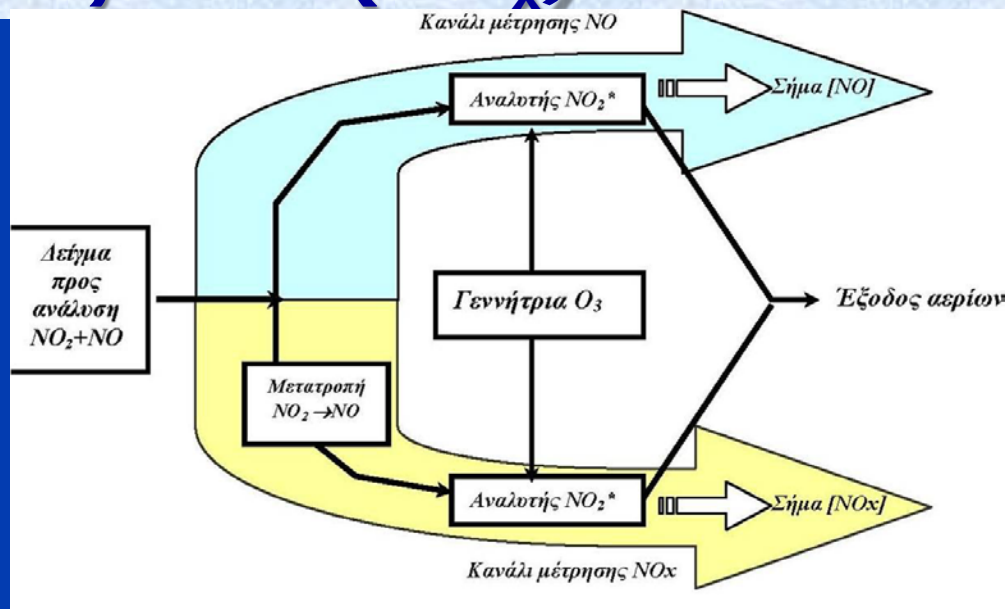 Κανάλι μέτρησης NO
Αναλυτής NO₂*
Σήμα [NO]
Δείγμα
προς
ανάλυση
NO₂+NO
Γεννήτρια O₃
Έξοδος αερίων
Μετατροπή
NO₂→NO
Αναλυτής NO₂*
Σήμα [NOx]
Κανάλι μέτρησης NOx